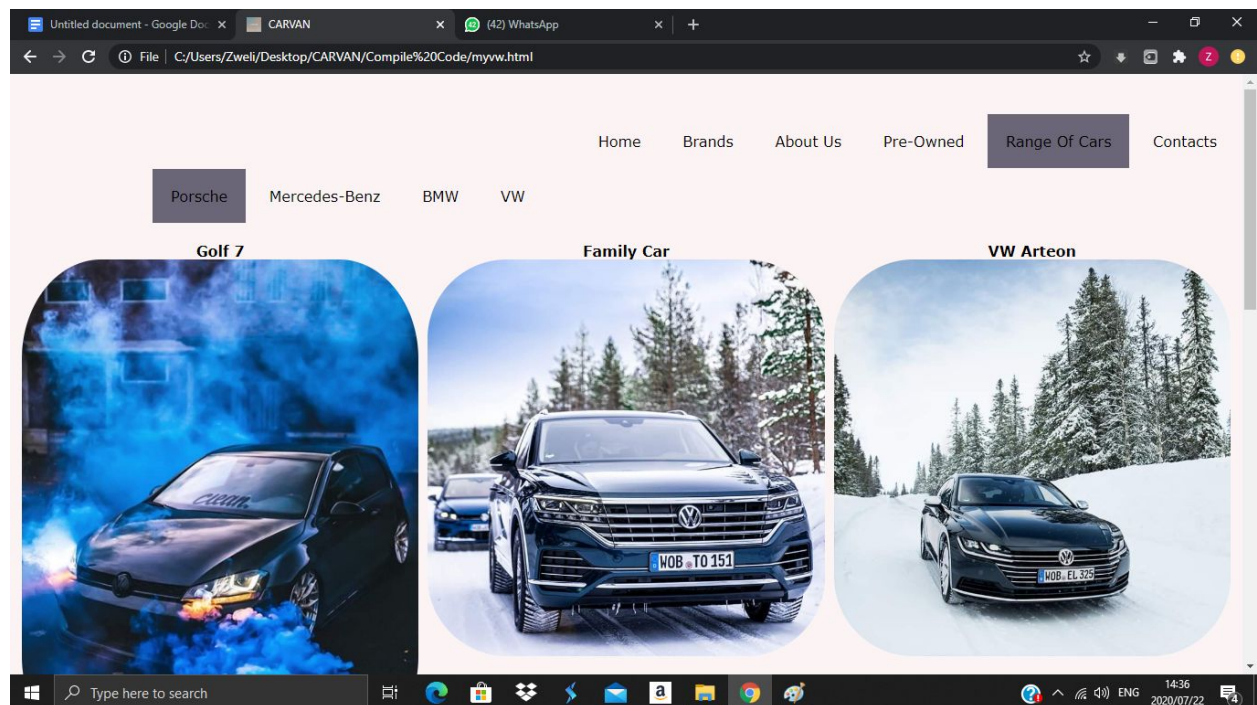 Untitled document - Google Doc
CARVAN
(42) WhatsApp
File | C:/Users/Zweli/Desktop/CARVAN/Compile%20Code/myvw.html
Z
Home Brands About Us Pre-Owned Range Of Cars Contacts
Porsche Mercedes-Benz BMW VW
Golf 7 Family Car VW Arteon
CLEAN.
WOB TO 151
WOB EL 325
Type here to search
a
ENG
14:36
2020/07/22
4